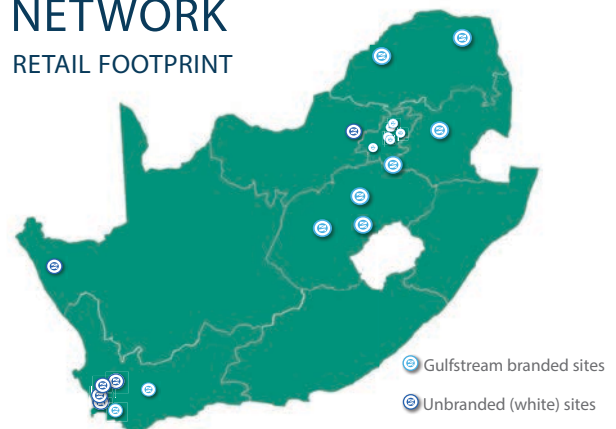 NETWORK
RETAIL FOOTPRINT
Gulfstream branded sites
Unbranded (white) sites